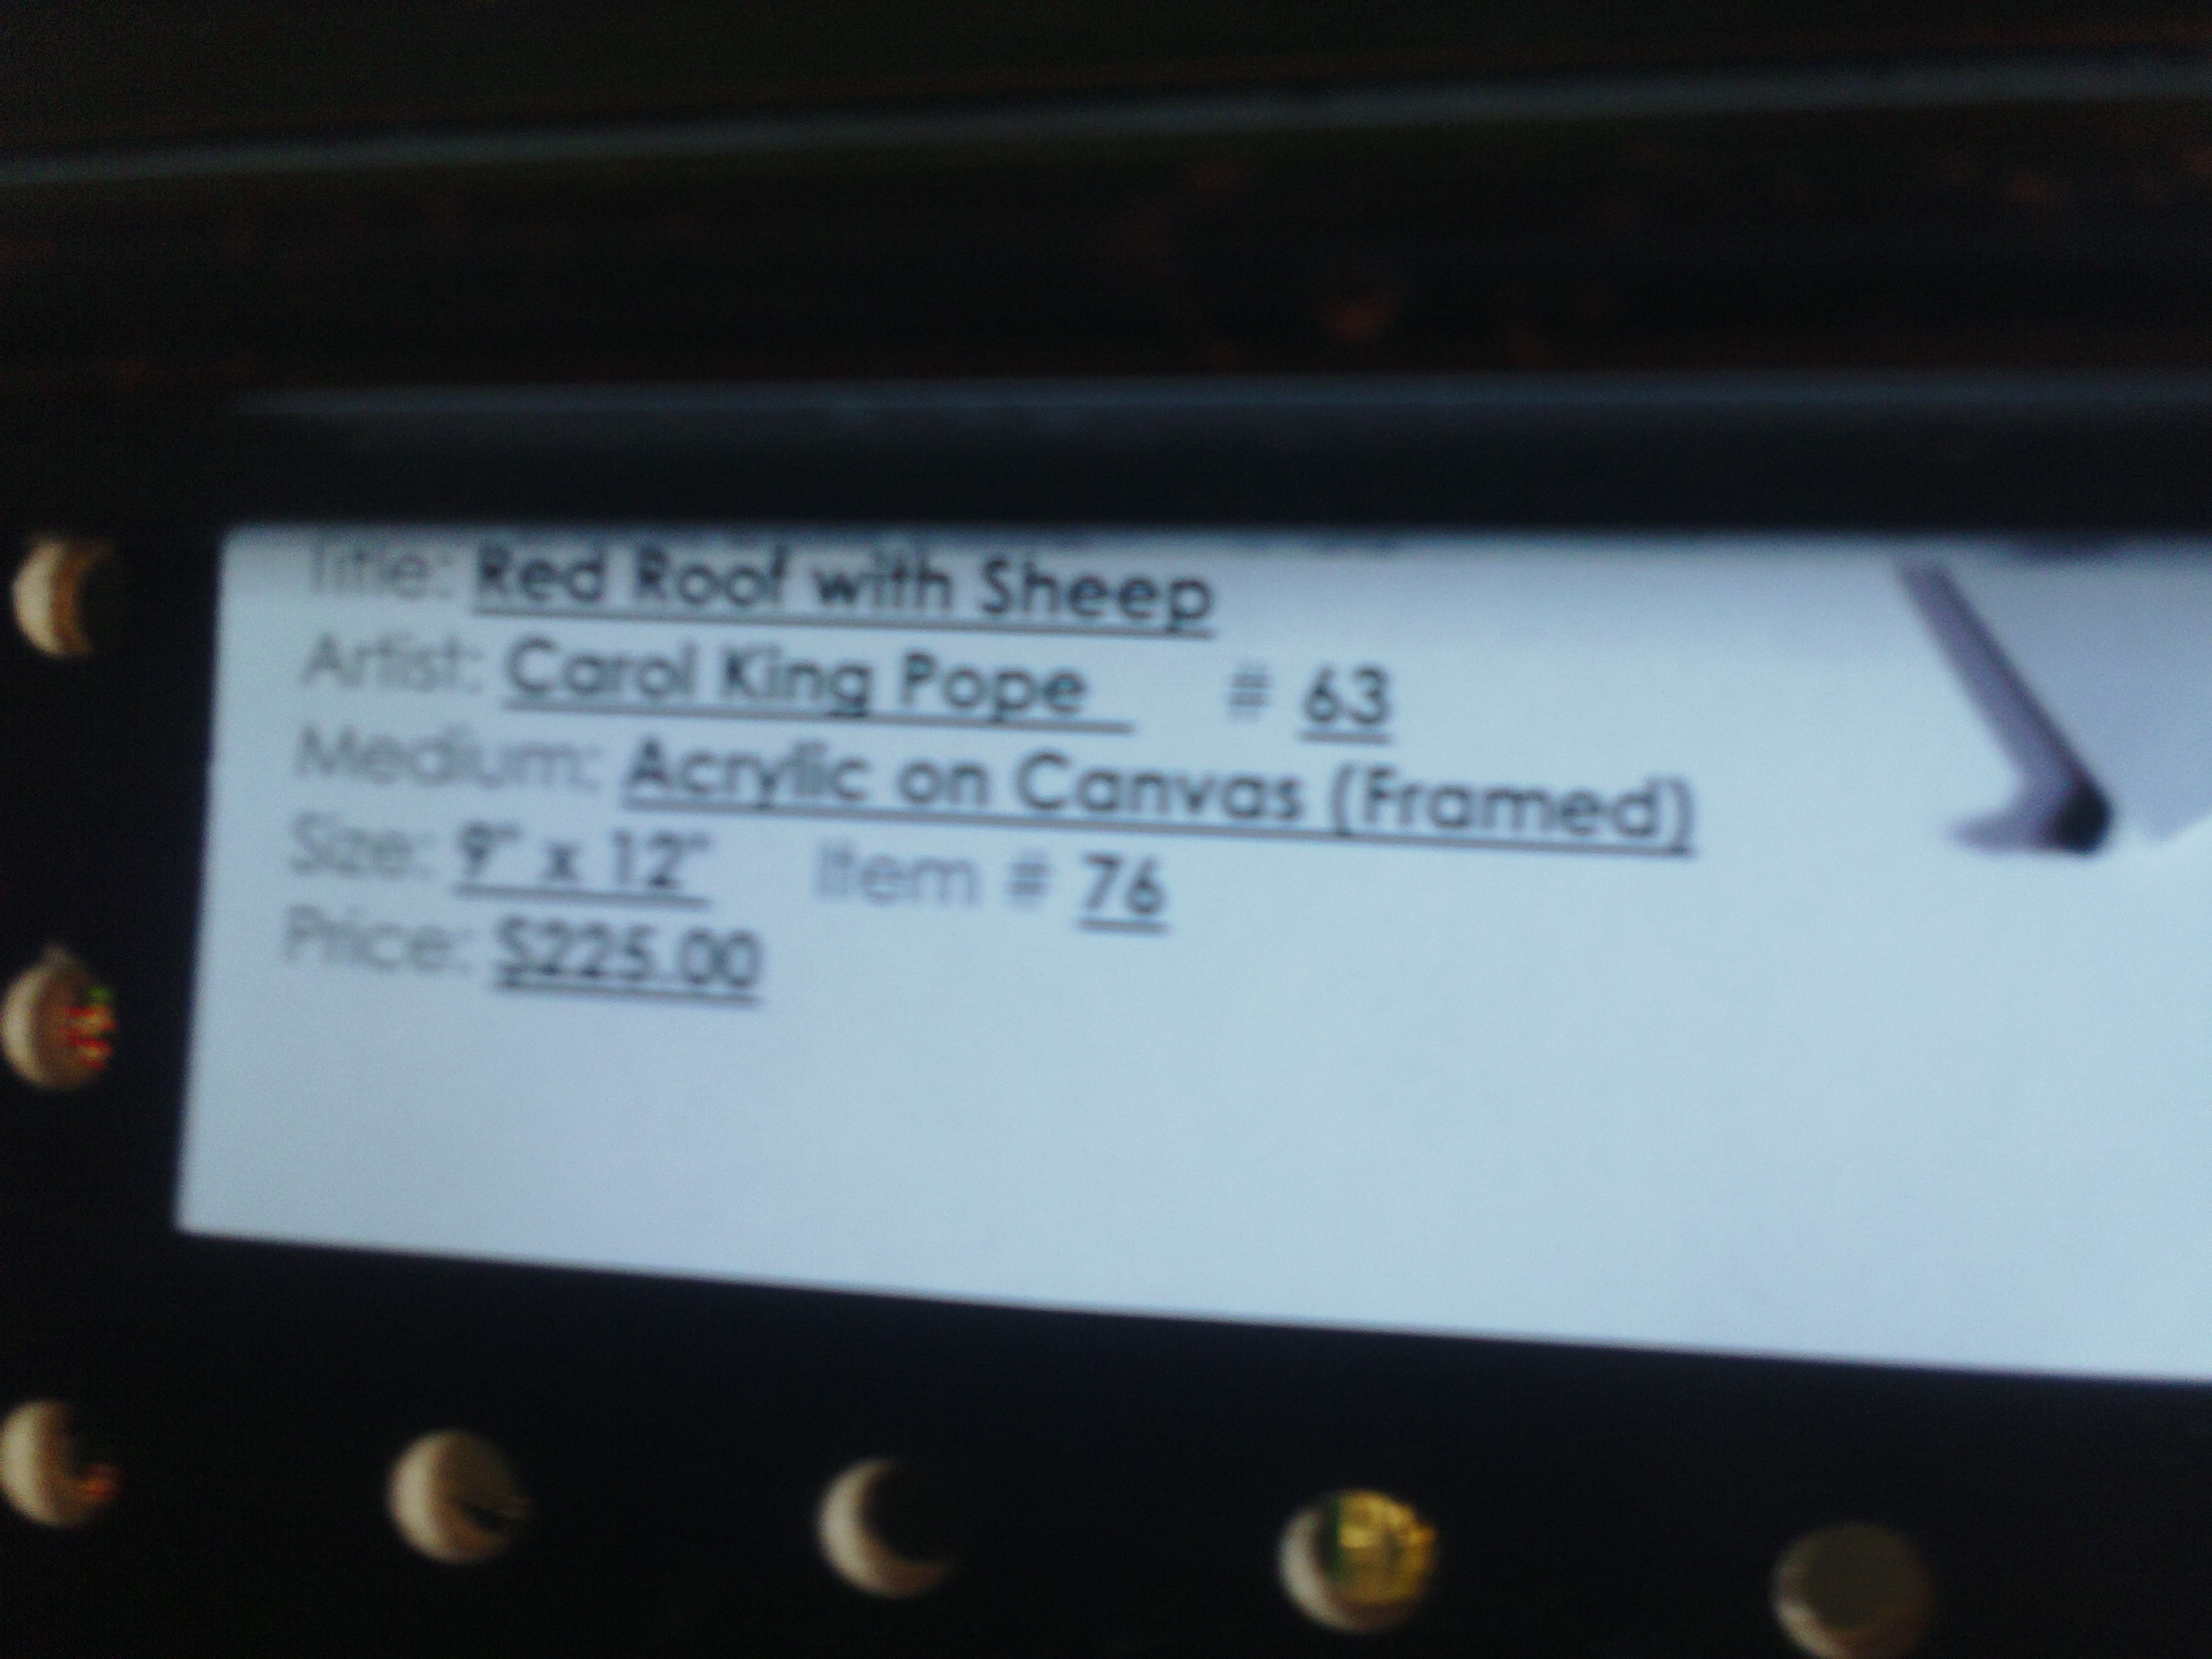 Title: Red Roof with Sheep
Artist: Carol King Pope # 63
Medium: Acrylic on Canvas (Framed)
Size: 9" x 12" Item # 76
Price: $225.00